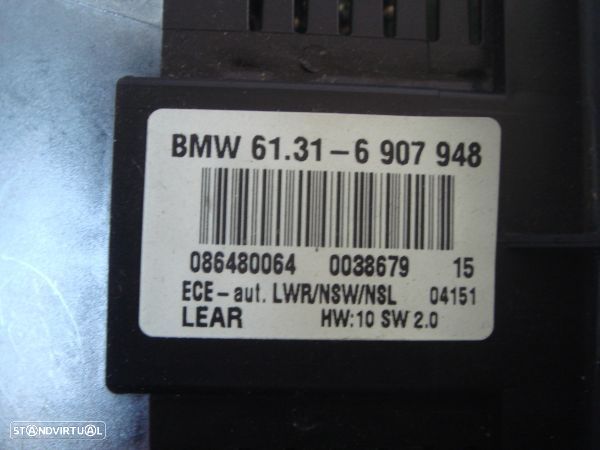 BMW 61.31-6 907 948
086480064 0038679 15
ECE-aut. LWR/NSW/NSL 04151
LEAR HW:10 SW 2.0
STANDVIRTUAL